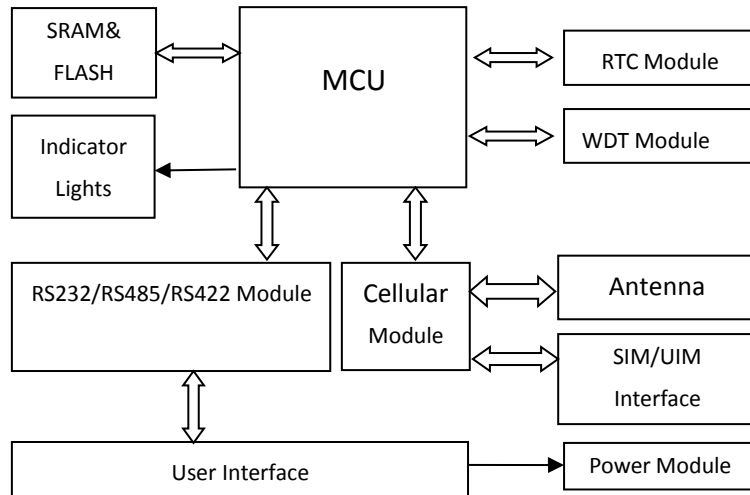 SRAM&
FLASH
MCU
RTC Module
WDT Module
Indicator
Lights
RS232/RS485/RS422 Module
Cellular
Module
Antenna
SIM/UIM
Interface
User Interface
Power Module